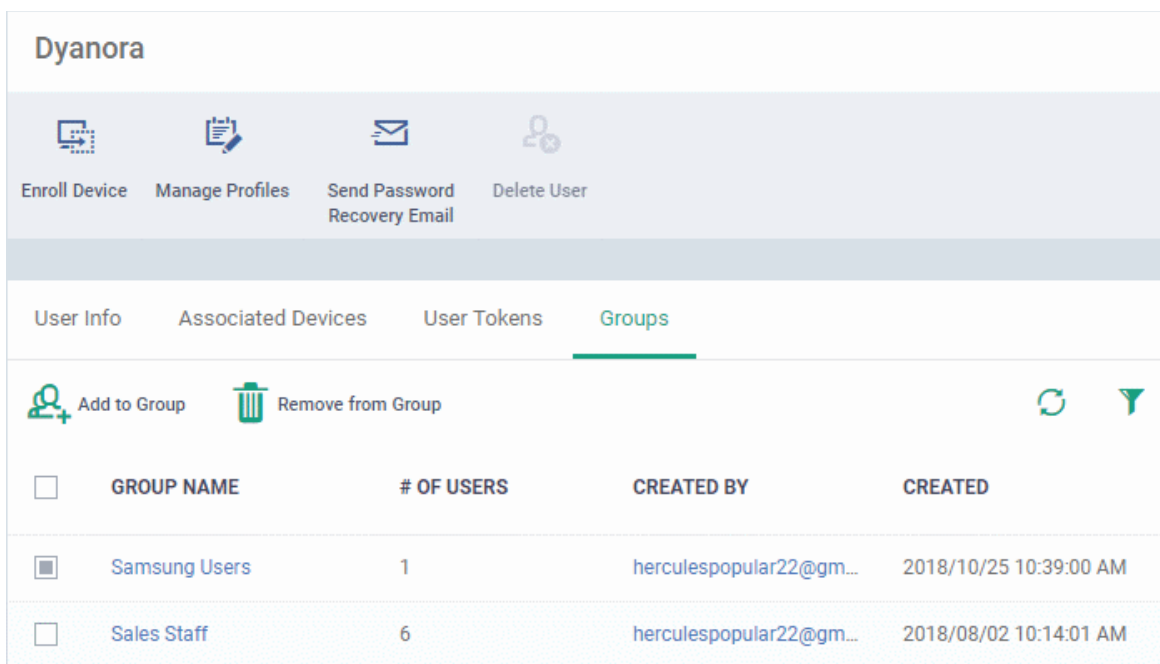 Dyanora
Enroll Device Manage Profiles Send Password Recovery Email Delete User
User Info Associated Devices User Tokens Groups
Add to Group Remove from Group
GROUP NAME # OF USERS CREATED BY CREATED
Samsung Users 1 herculespopular22@gm... 2018/10/25 10:39:00 AM
Sales Staff 6 herculespopular22@gm... 2018/08/02 10:14:01 AM